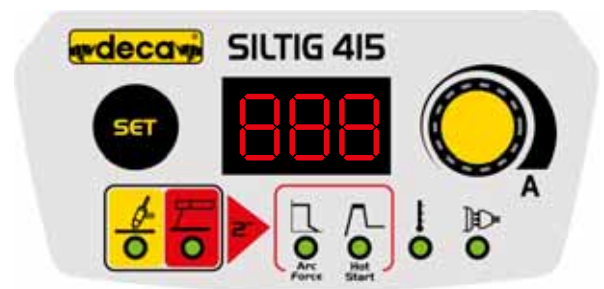 deca®
SILTIG 415
SET
888
A
2"
Arc
Force
Hot
Start